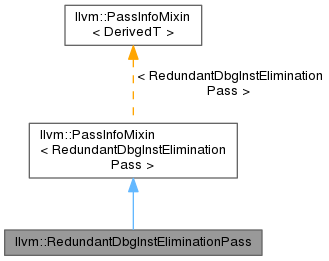 llvm::PassInfoMixin
< DerivedT >
< RedundantDbgInstElimination
Pass >
llvm::PassInfoMixin
< RedundantDbgInstElimination
Pass >
llvm::RedundantDbgInstEliminationPass